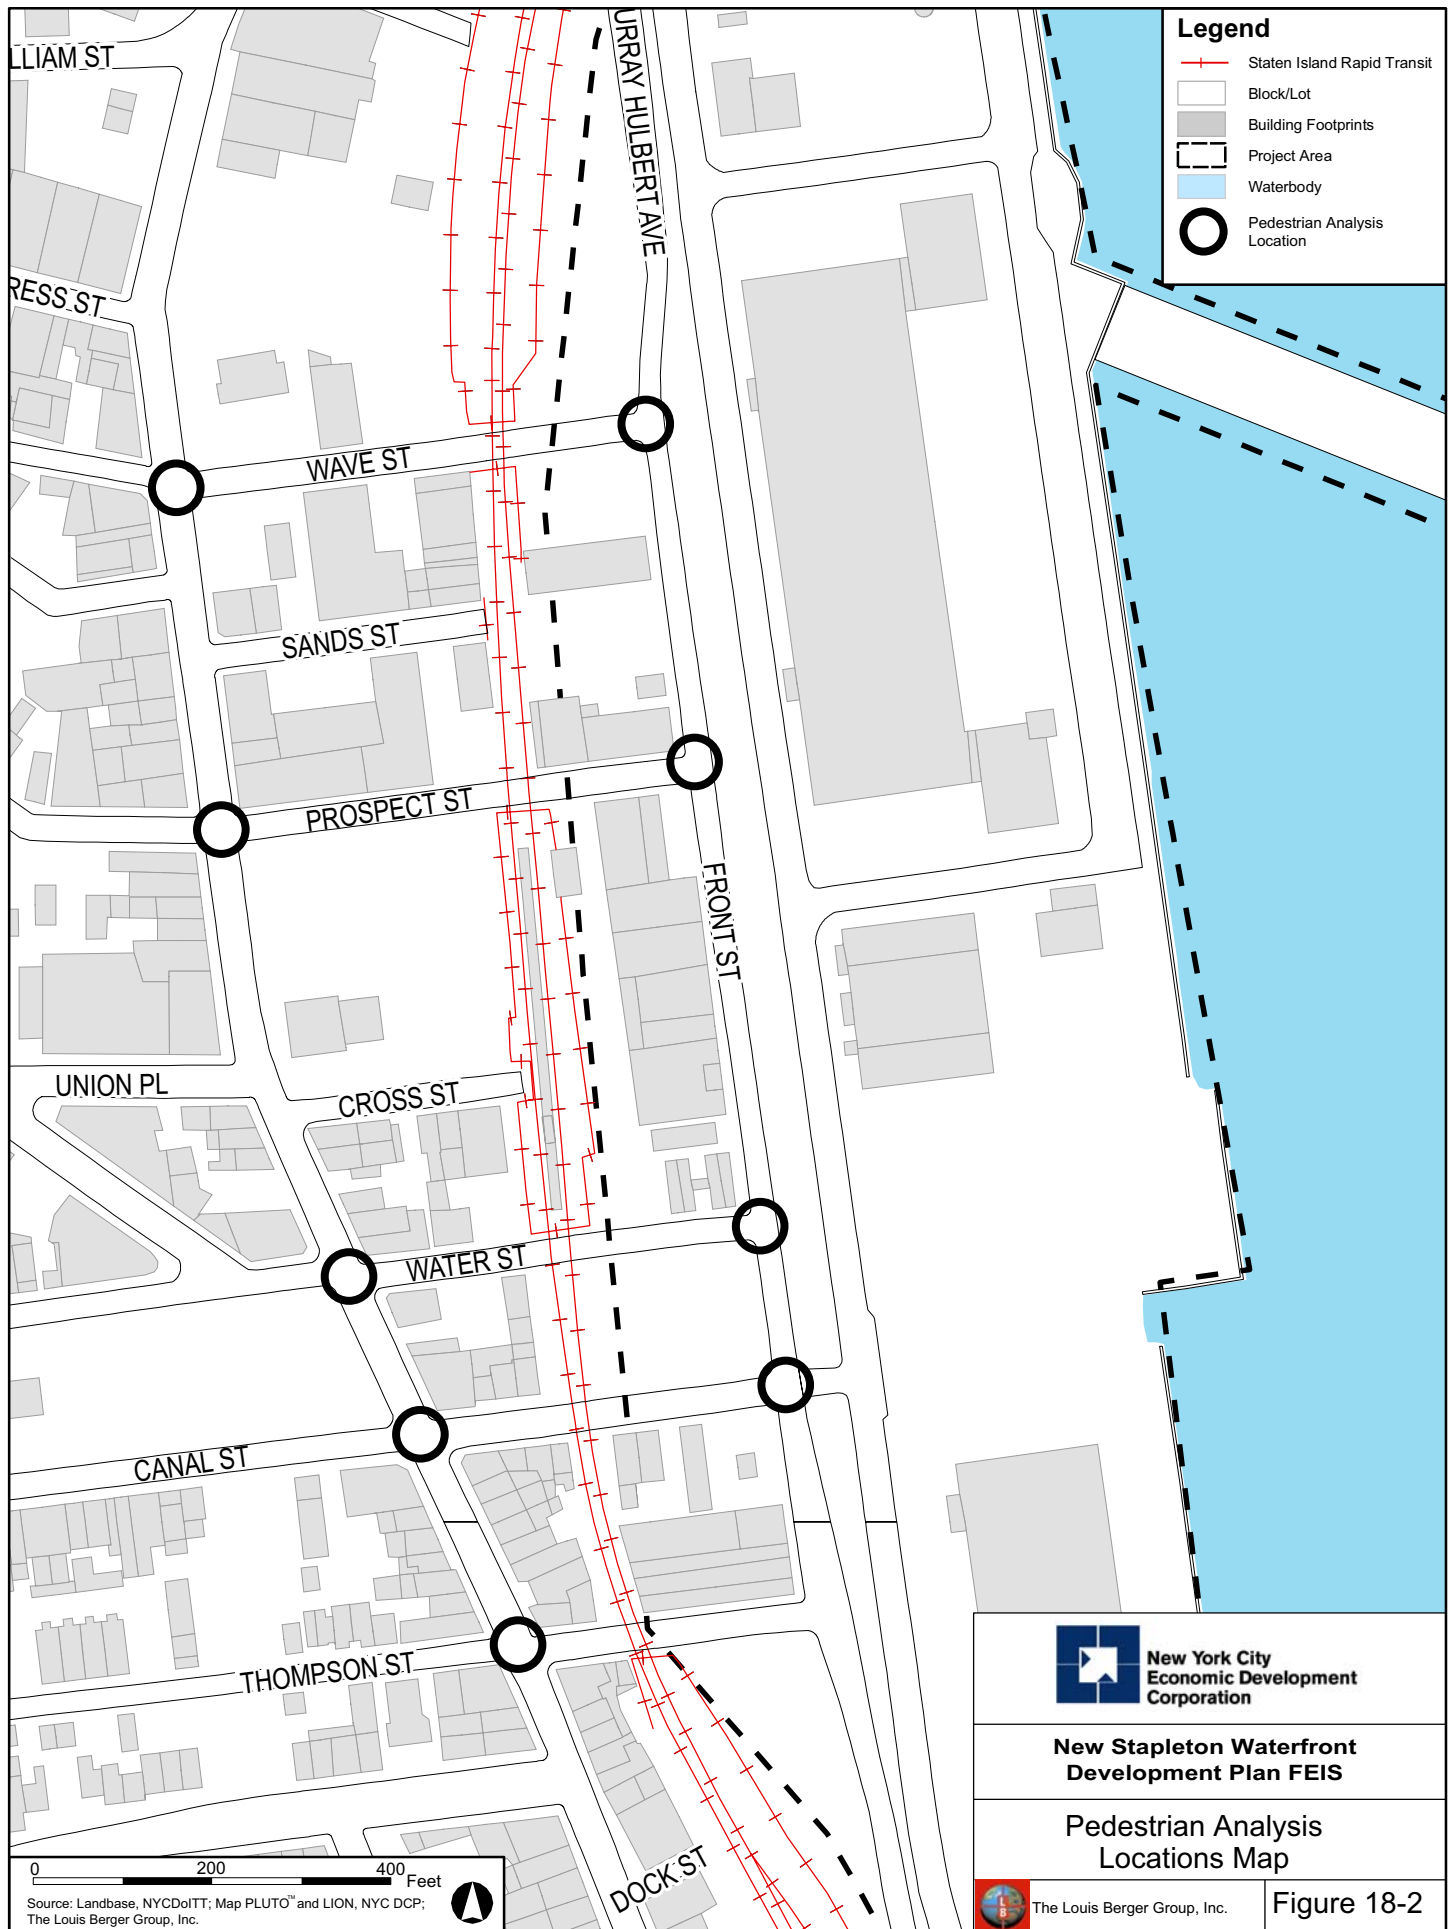 Legend
Staten Island Rapid Transit
Block/Lot
Building Footprints
Project Area
Waterbody
Pedestrian Analysis
Location
LLIAM ST
URRAY HULBERT AVE
RESS ST
WAVE ST
SANDS ST
PROSPECT ST
FRONT ST
UNION PL
CROSS ST
WATER ST
CANAL ST
THOMPSON ST
DOCK ST
New York City
Economic Development
Corporation
New Stapleton Waterfront
Development Plan FEIS
Pedestrian Analysis
Locations Map
LB
The Louis Berger Group, Inc.
Figure 18-2
0 200 400
Feet
Source: Landbase, NYCDoITT; Map PLUTO™ and LION, NYC DCP;
The Louis Berger Group, Inc.